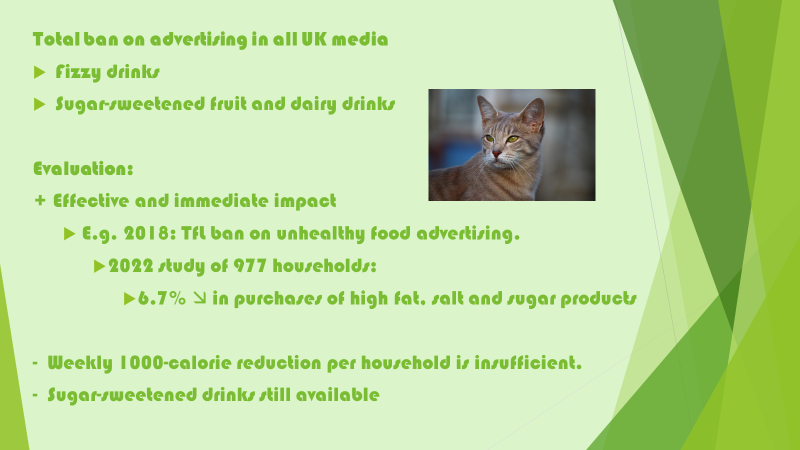 Total ban on advertising in all UK media
Fizzy drinks
Sugar-sweetened fruit and dairy drinks
Evaluation:
+ Effective and immediate impact
E.g. 2018: TfL ban on unhealthy food advertising.
2022 study of 977 households:
6.7% ↘ in purchases of high fat, salt and sugar products
- Weekly 1000-calorie reduction per household is insufficient.
- Sugar-sweetened drinks still available